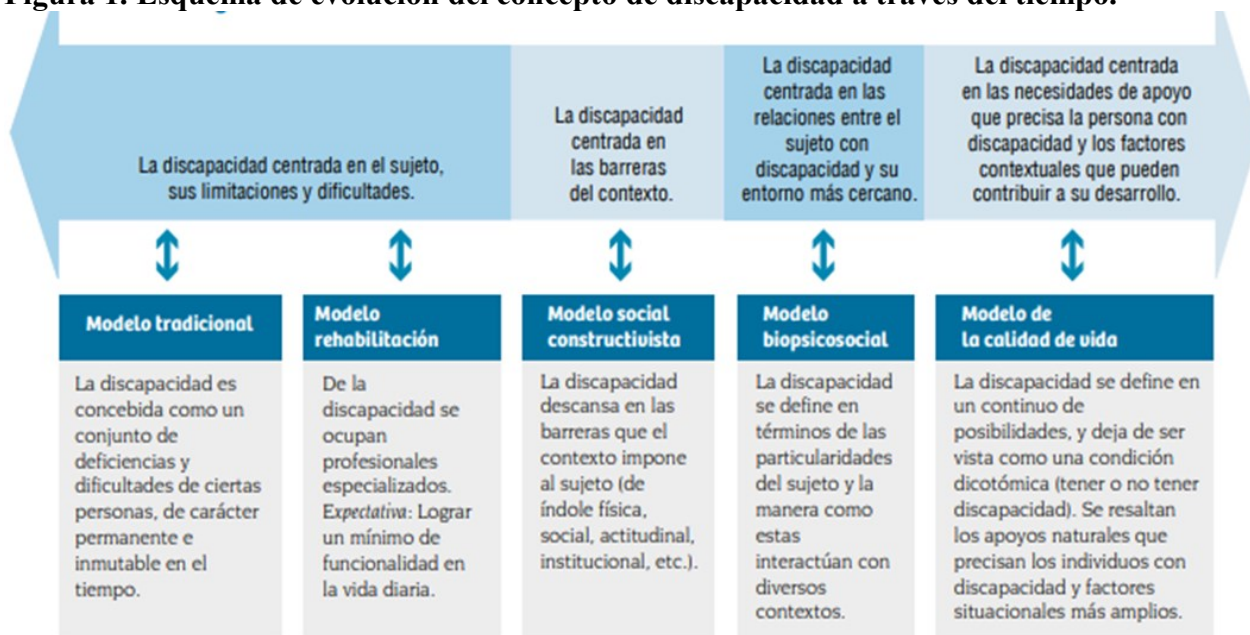 Figura 1. Esquema de evolución del concepto de discapacidad a través del tiempo.
La discapacidad centrada en el sujeto,
sus limitaciones y dificultades.
La discapacidad
centrada en
las barreras
del contexto.
La discapacidad
centrada en las
relaciones entre el
sujeto con
discapacidad y su
entorno más cercano.
La discapacidad centrada
en las necesidades de apoyo
que precisa la persona con
discapacidad y los factores
contextuales que pueden
contribuir a su desarrollo.
Modelo tradicional
La discapacidad es
concebida como un
conjunto de
deficiencias y
dificultades de ciertas
personas, de carácter
permanente e
inmutable en el
tiempo.
Modelo
rehabilitación
De la
discapacidad se
ocupan
profesionales
especializados.
Expectativa: Lograr
un mínimo de
funcionalidad en
la vida diaria.
Modelo social
constructivista
La discapacidad
descansa en las
barreras que el
contexto impone
al sujeto (de
índole física,
social, actitudinal,
institucional, etc.).
Modelo
biopsicosocial
La discapacidad
se define en
términos de las
particularidades
del sujeto y la
manera como
estas
interactúan con
diversos
contextos.
Modelo de
la calidad de vida
La discapacidad se define en
un continuo de
posibilidades, y deja de ser
vista como una condición
dicotómica (tener o no tener
discapacidad). Se resaltan
los apoyos naturales que
precisan los individuos con
discapacidad y factores
situacionales más amplios.